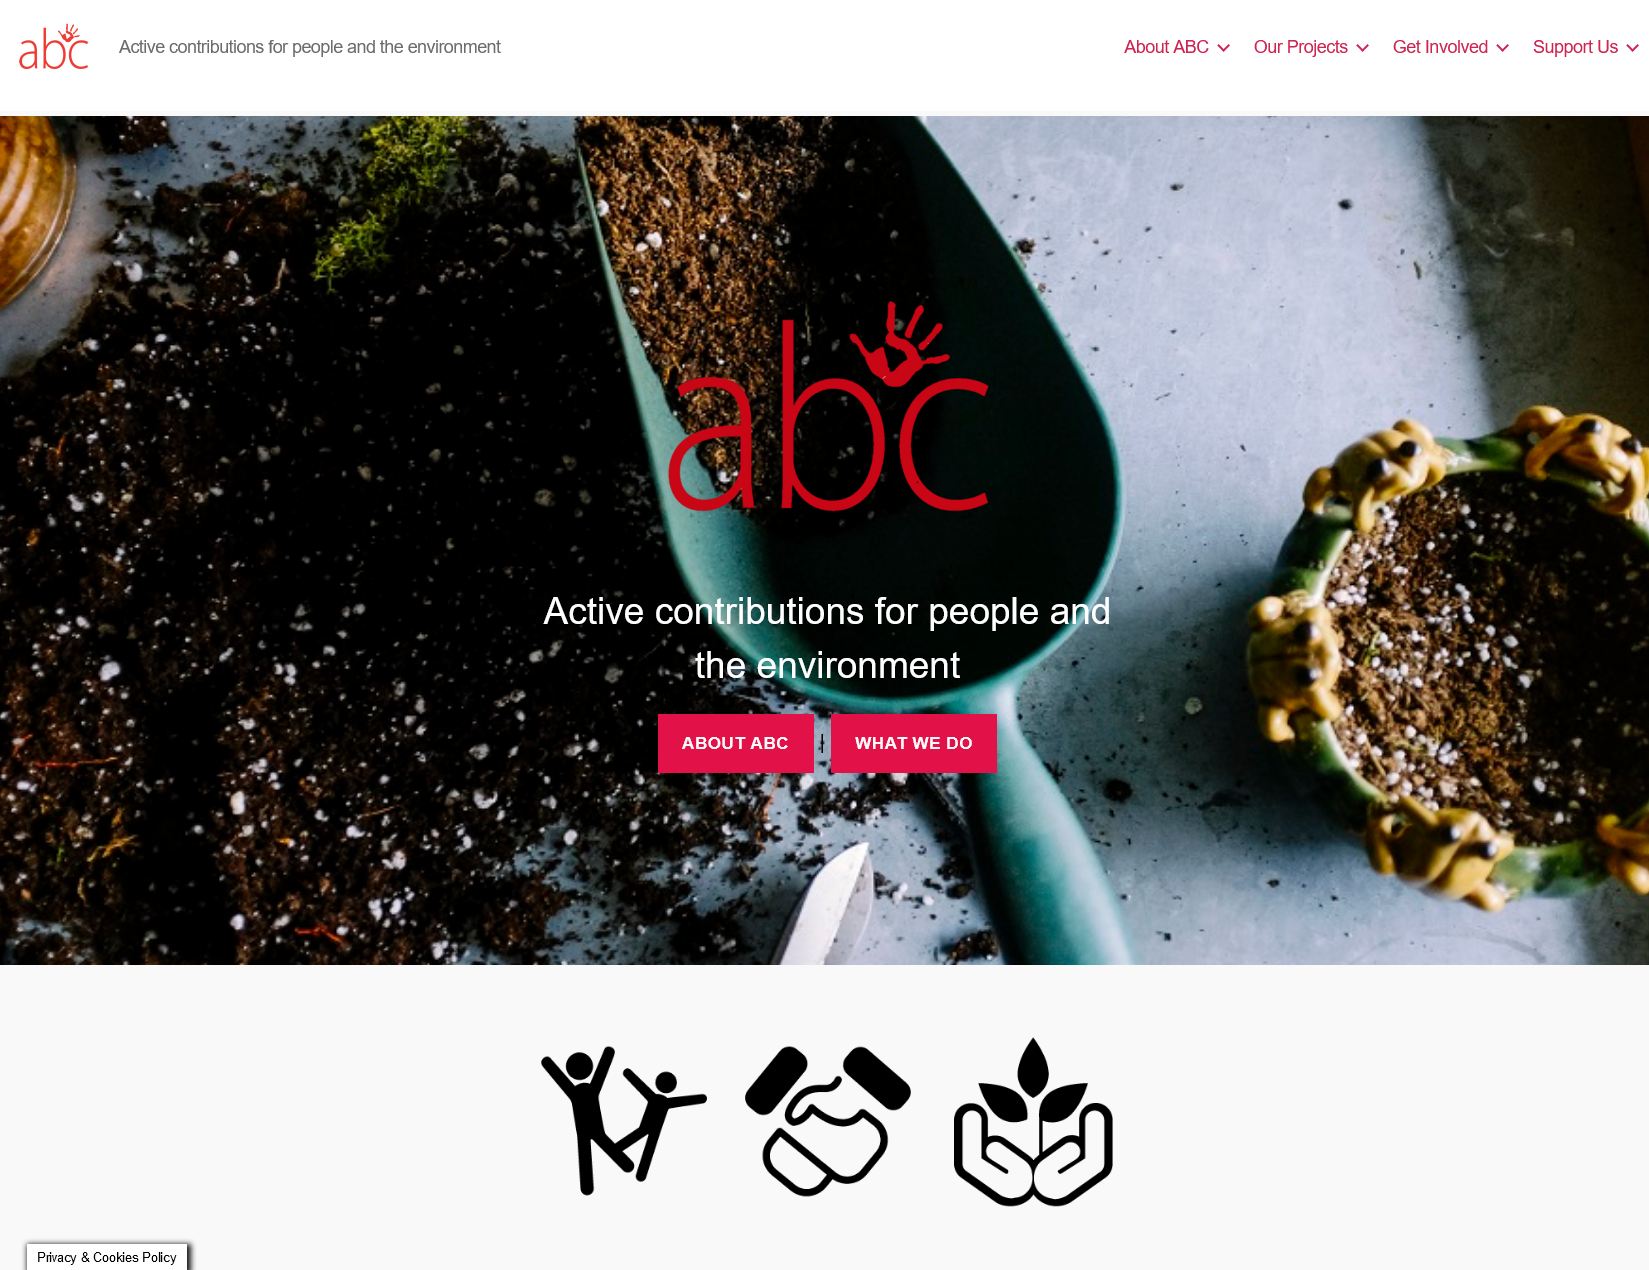 abc
Active contributions for people and the environment
About ABC
Our Projects
Get Involved
Support Us
abc
Active contributions for people and
the environment
ABOUT ABC | WHAT WE DO
Privacy & Cookies Policy